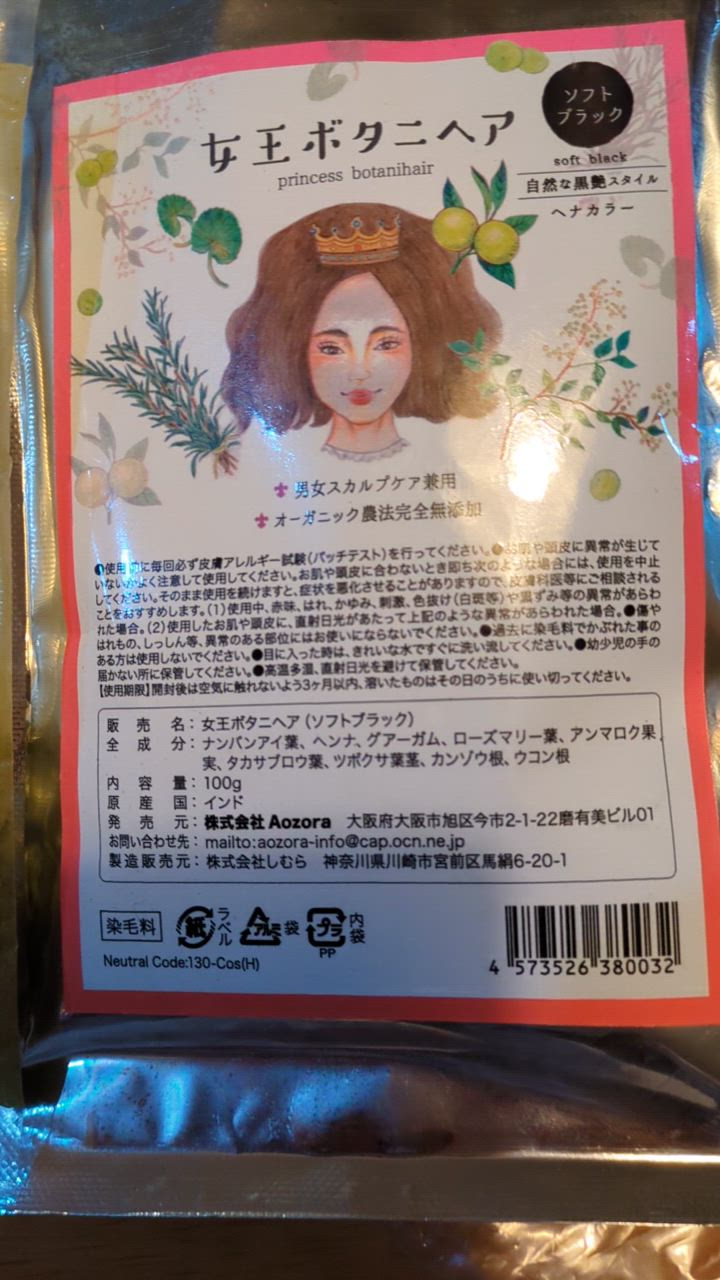 女王ボタニヘア
princess botanihair
ソフト
ブラック
soft black
自然な黒艶スタイル
ヘナカラー
男女スカルプケア兼用
オーガニック農法完全無添加
●使用前に毎回必ず皮膚アレルギー試験(パッチテスト)を行ってください。●お肌や頭皮に異常が生じて
いないかよく注意して使用してください。お肌や頭皮に合わないとき即ち次のような場合には、使用を中止
してください。そのまま使用を続けますと、症状を悪化させることがありますので、皮膚科医等にご相談される
ことをおすすめします。(1)使用中、赤味、はれ、かゆみ、刺激、色抜け(白斑等)や黒ずみ等の異常があらわ
れた場合。(2)使用したお肌や頭皮に、直射日光があたって上記のような異常があらわれた場合。●傷や
はれもの、しっしん等、異常のある部位にはお使いにならないでください。●過去に染毛料でかぶれた事の
ある方は使用しないでください。●目に入った時は、きれいな水ですぐに洗い流してください。●幼少児の手の
届かない所に保管してください。●高温多湿、直射日光を避けて保管してください。
【使用期限】開封後は空気に触れないよう3ヶ月以内、溶いたものはその日のうちに使い切ってください。
販売名：女王ボタニヘア(ソフトブラック)
全成分：ナンバンアイ葉、ヘンナ、グアーガム、ローズマリー葉、アンマロク果
実、タカサブロウ葉、ツボクサ葉茎、カンゾウ根、ウコン根
内容量：100g
原産国：インド
発売元：株式会社Aozora 大阪府大阪市旭区今市2-1-22磨有美ビル01
お問い合わせ先：mailto:aozora-info@cap.ocn.ne.jp
製造販売元：株式会社しむら 神奈川県川崎市宮前区馬絹6-20-1
染毛料
紙 ラベル アルミ 袋 プラ 内袋
PP
Neutral Code:130-Cos(H)
4 573526 380032